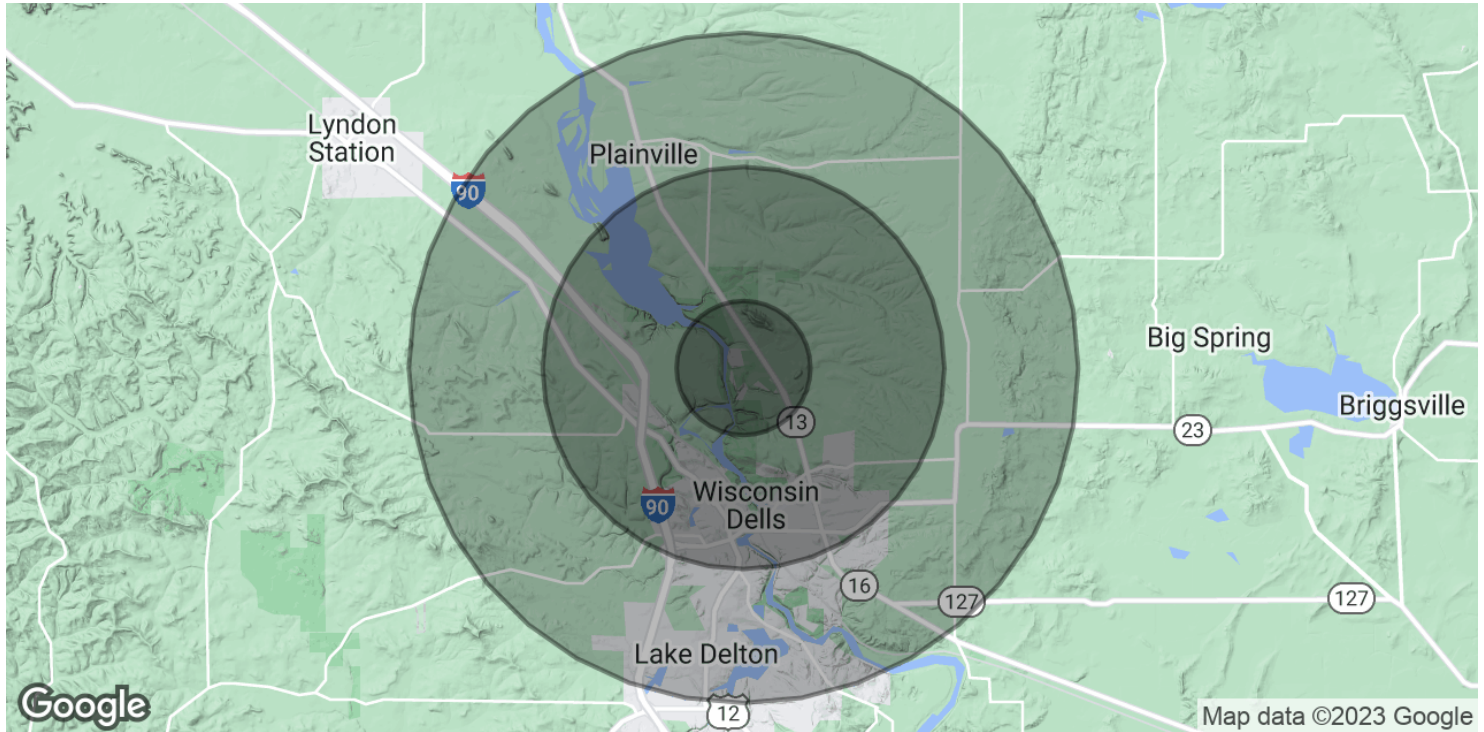 Lyndon
Station
Plainville
90
Big Spring
Briggsville
13
23
Wisconsin
Dells
90
16
127
127
Lake Delton
12
Google
Map data ©2023 Google